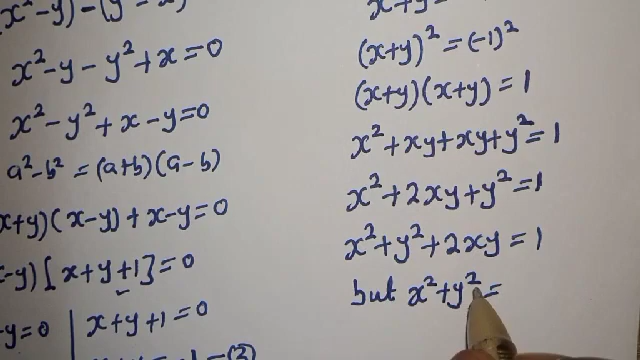 x² - y - y² + x = 0
x² - y² + x - y = 0
a² - b² = (a+b)(a-b)
x+y)(x-y) + x-y = 0
-y)[x+y+1] = 0
-y = 0 | x+y+1 = 0
(x+y)² = (-1)²
(x+y)(x+y) = 1
x² + xy + xy + y² = 1
x² + 2xy + y² = 1
x² + y² + 2xy = 1
but x² + y² =